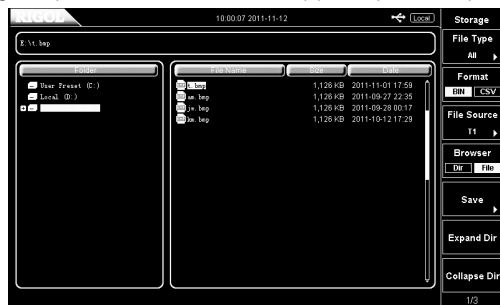 RIGOL 10:00:07 2011-11-12 Local
E:\t.bmp
Folder
User Preset (C:)
Local (D:)
File Name Size Date
t.bmp 1,126 KB 2011-11-01 17:59
am.bmp 1,126 KB 2011-09-27 22:35
jw.bmp 1,126 KB 2011-09-28 00:17
km.bmp 1,126 KB 2011-10-12 17:29
Storage
File Type
All
Format
BIN CSV
File Source
T1
Browser
Dir File
Save
Expand Dir
Collapse Dir
1/3